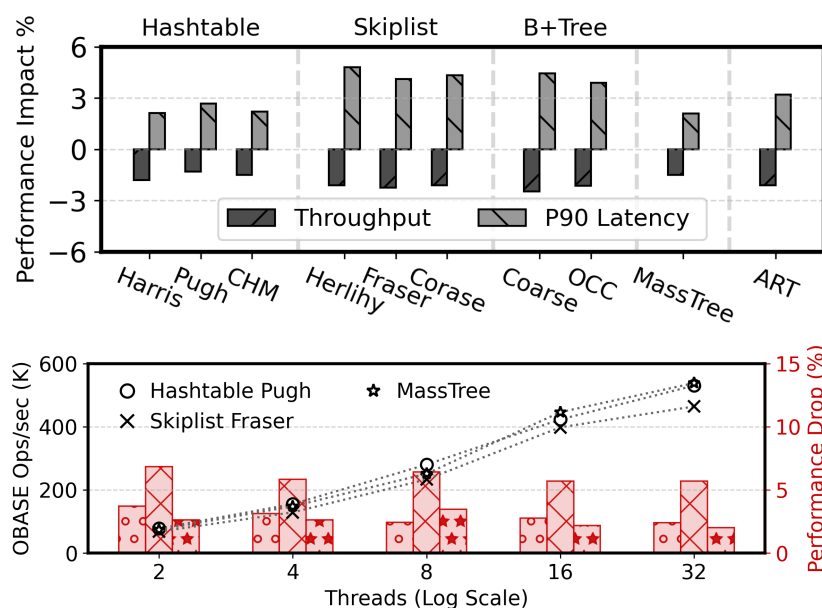 Hashtable Skiplist B+Tree
Performance Impact %
6
3
0
−3
−6
Throughput P90 Latency
Harris Pugh CHM Herlihy Fraser Corase Coarse OCC MassTree ART
OBASE Ops/sec (K)
600
400
200
0
Hashtable Pugh MassTree
Skiplist Fraser
15
10
5
0
Performance Drop (%)
2 4 8 16 32
Threads (Log Scale)